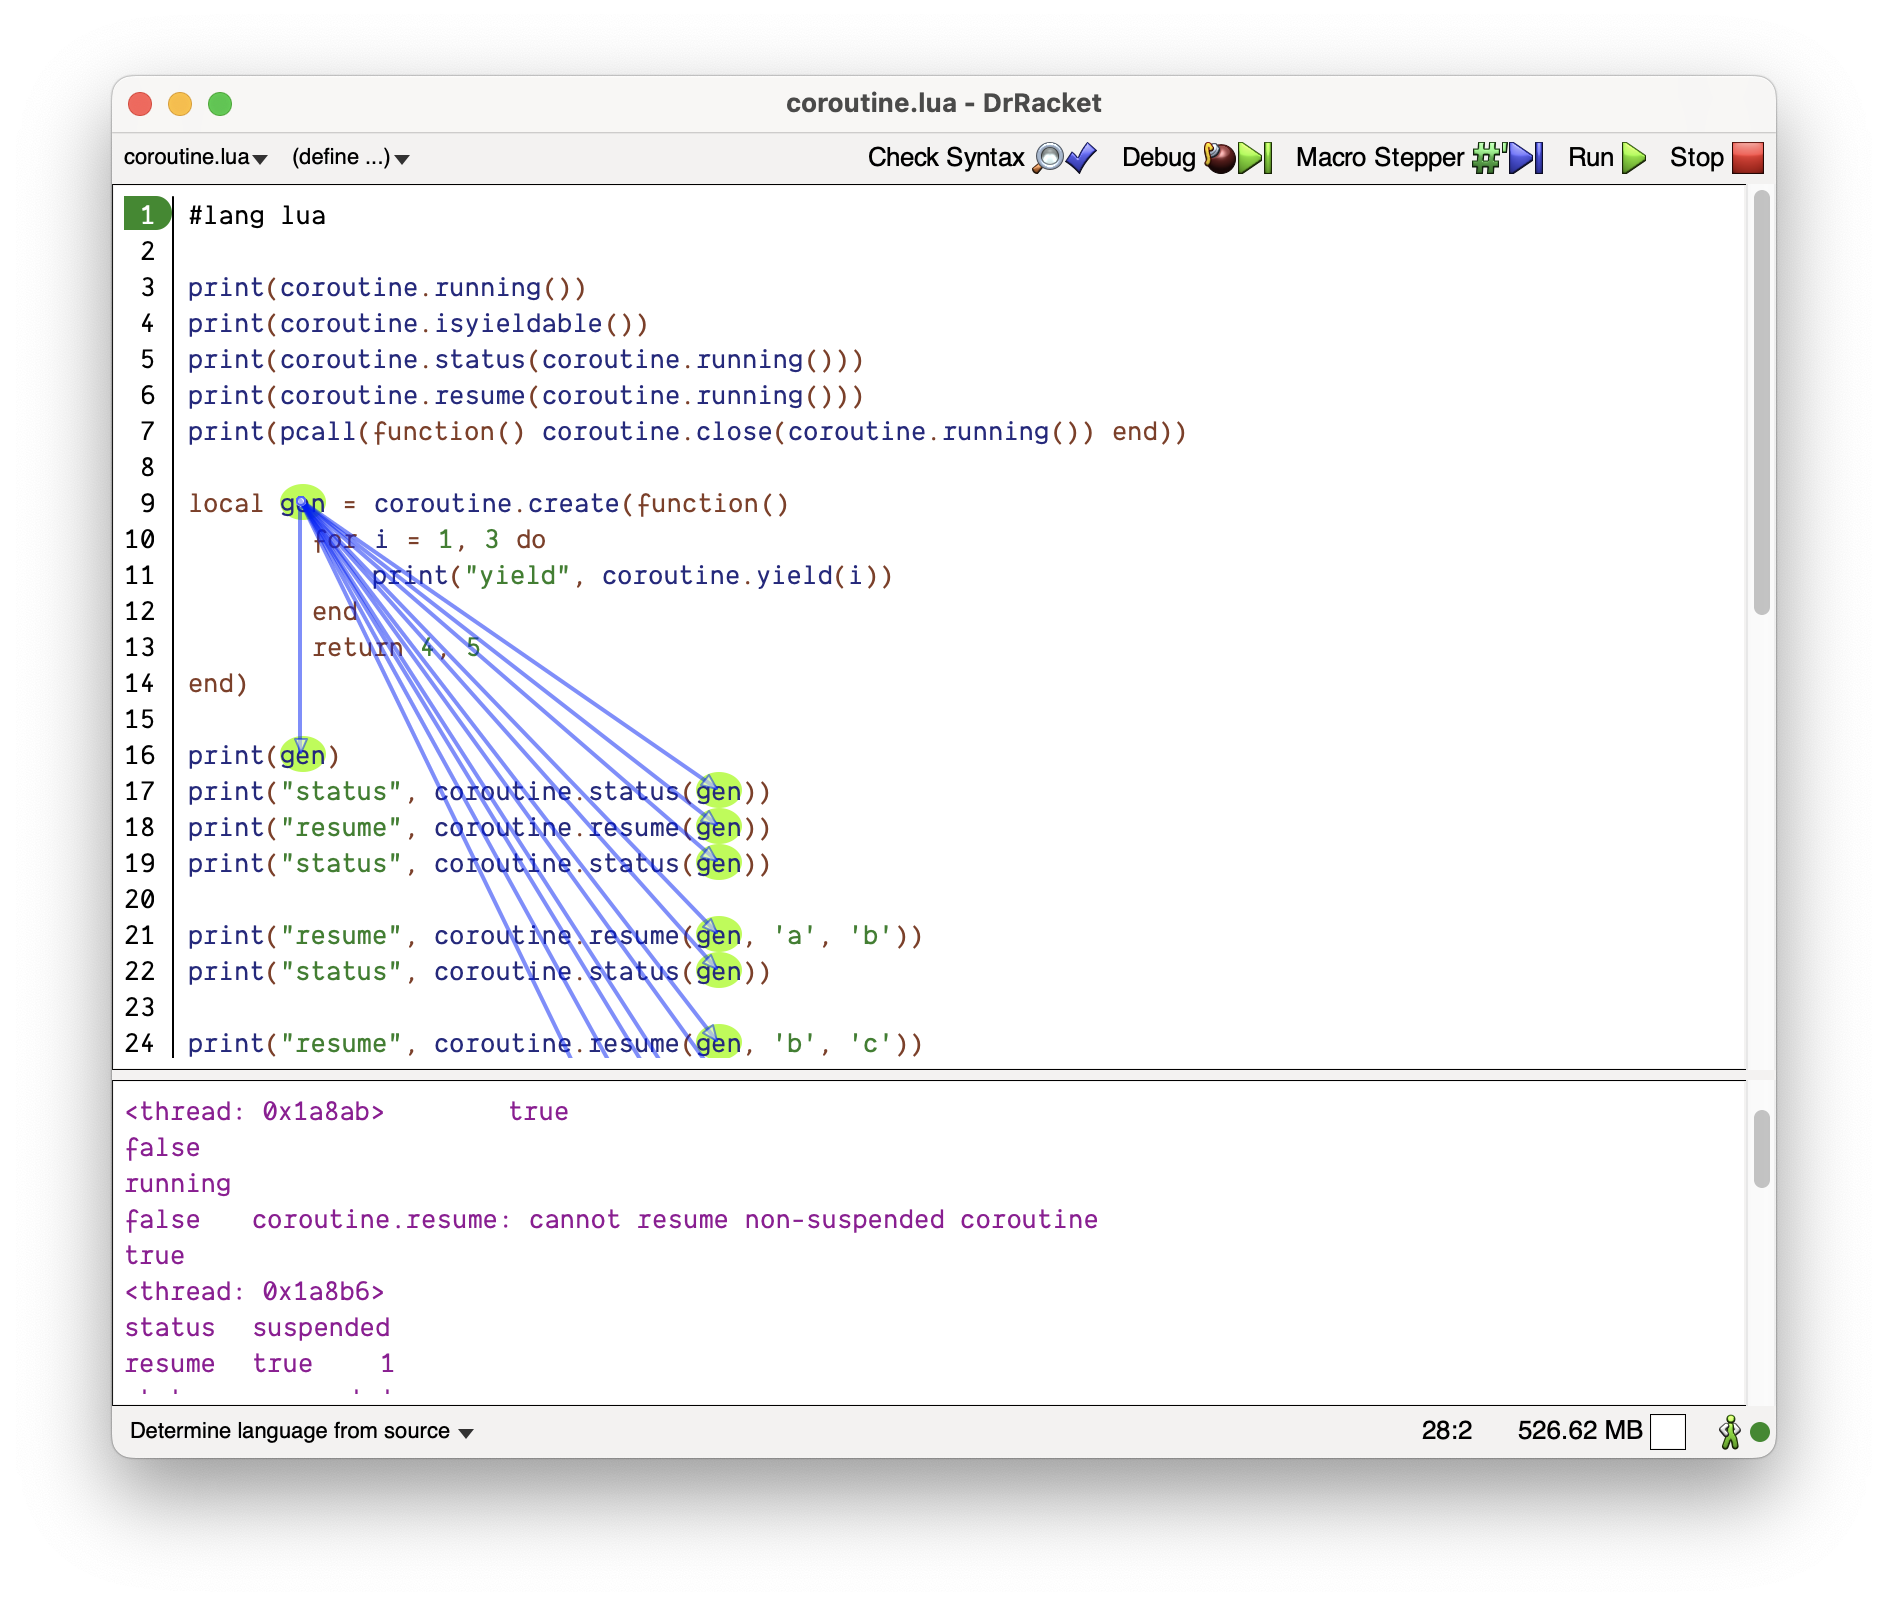 coroutine.lua - DrRacket
coroutine.lua (define ...) Check Syntax Debug Macro Stepper #' Run Stop
1 #lang lua
2
3 print(coroutine.running())
4 print(coroutine.isyieldable())
5 print(coroutine.status(coroutine.running()))
6 print(coroutine.resume(coroutine.running()))
7 print(pcall(function() coroutine.close(coroutine.running()) end))
8
9 local gen = coroutine.create(function()
10         for i = 1, 3 do
11             print("yield", coroutine.yield(i))
12         end
13         return 4, 5
14 end)
15
16 print(gen)
17 print("status", coroutine.status(gen))
18 print("resume", coroutine.resume(gen))
19 print("status", coroutine.status(gen))
20
21 print("resume", coroutine.resume(gen, 'a', 'b'))
22 print("status", coroutine.status(gen))
23
24 print("resume", coroutine.resume(gen, 'b', 'c'))
<thread: 0x1a8ab> true
false
running
false coroutine.resume: cannot resume non-suspended coroutine
true
<thread: 0x1a8b6>
status suspended
resume true 1
Determine language from source 28:2 526.62 MB